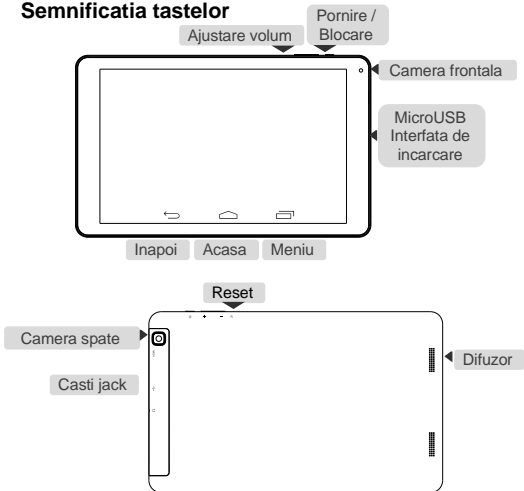 Semnificatia tastelor
Pornire /
Blocare
Ajustare volum
Camera frontala
MicroUSB
Interfata de
incarcare
Inapoi Acasa Meniu
Reset
Camera spate
Difuzor
Casti jack